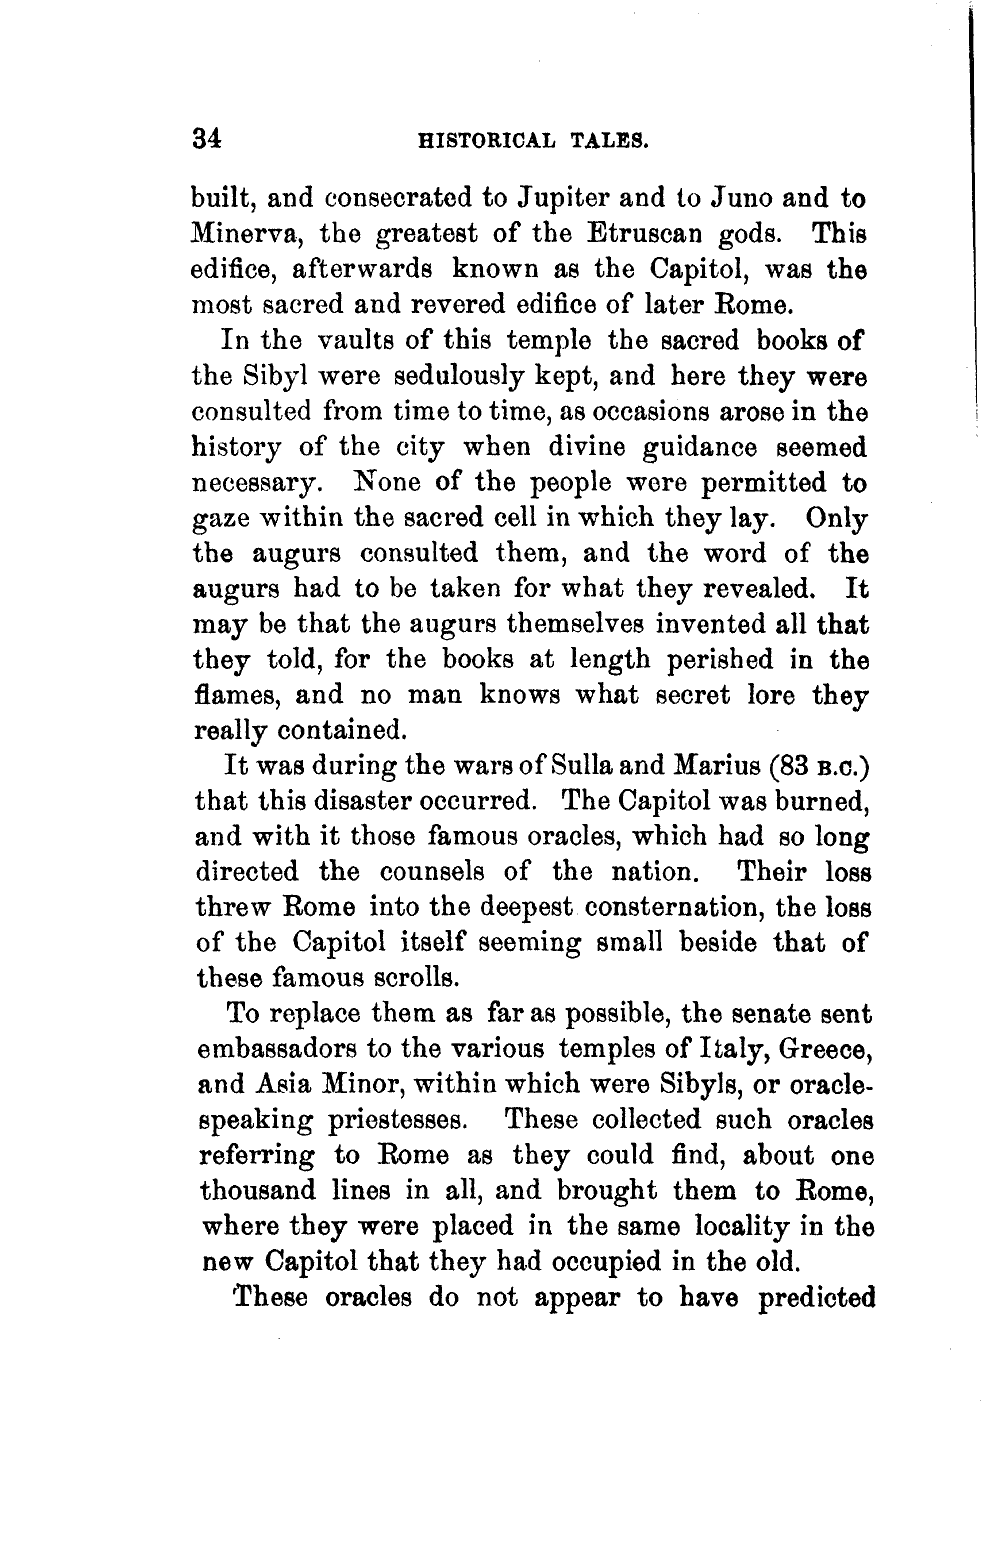 34 HISTORICAL TALES.
built, and consecrated to Jupiter and to Juno and to
Minerva, the greatest of the Etruscan gods. This
edifice, afterwards known as the Capitol, was the
most sacred and revered edifice of later Rome.
In the vaults of this temple the sacred books of
the Sibyl were sedulously kept, and here they were
consulted from time to time, as occasions arose in the
history of the city when divine guidance seemed
necessary. None of the people were permitted to
gaze within the sacred cell in which they lay. Only
the augurs consulted them, and the word of the
augurs had to be taken for what they revealed. It
may be that the augurs themselves invented all that
they told, for the books at length perished in the
flames, and no man knows what secret lore they
really contained.
It was during the wars of Sulla and Marius (83 B.C.)
that this disaster occurred. The Capitol was burned,
and with it those famous oracles, which had so long
directed the counsels of the nation. Their loss
threw Rome into the deepest consternation, the loss
of the Capitol itself seeming small beside that of
these famous scrolls.
To replace them as far as possible, the senate sent
embassadors to the various temples of Italy, Greece,
and Asia Minor, within which were Sibyls, or oracle-
speaking priestesses. These collected such oracles
referring to Rome as they could find, about one
thousand lines in all, and brought them to Rome,
where they were placed in the same locality in the
new Capitol that they had occupied in the old.
These oracles do not appear to have predicted